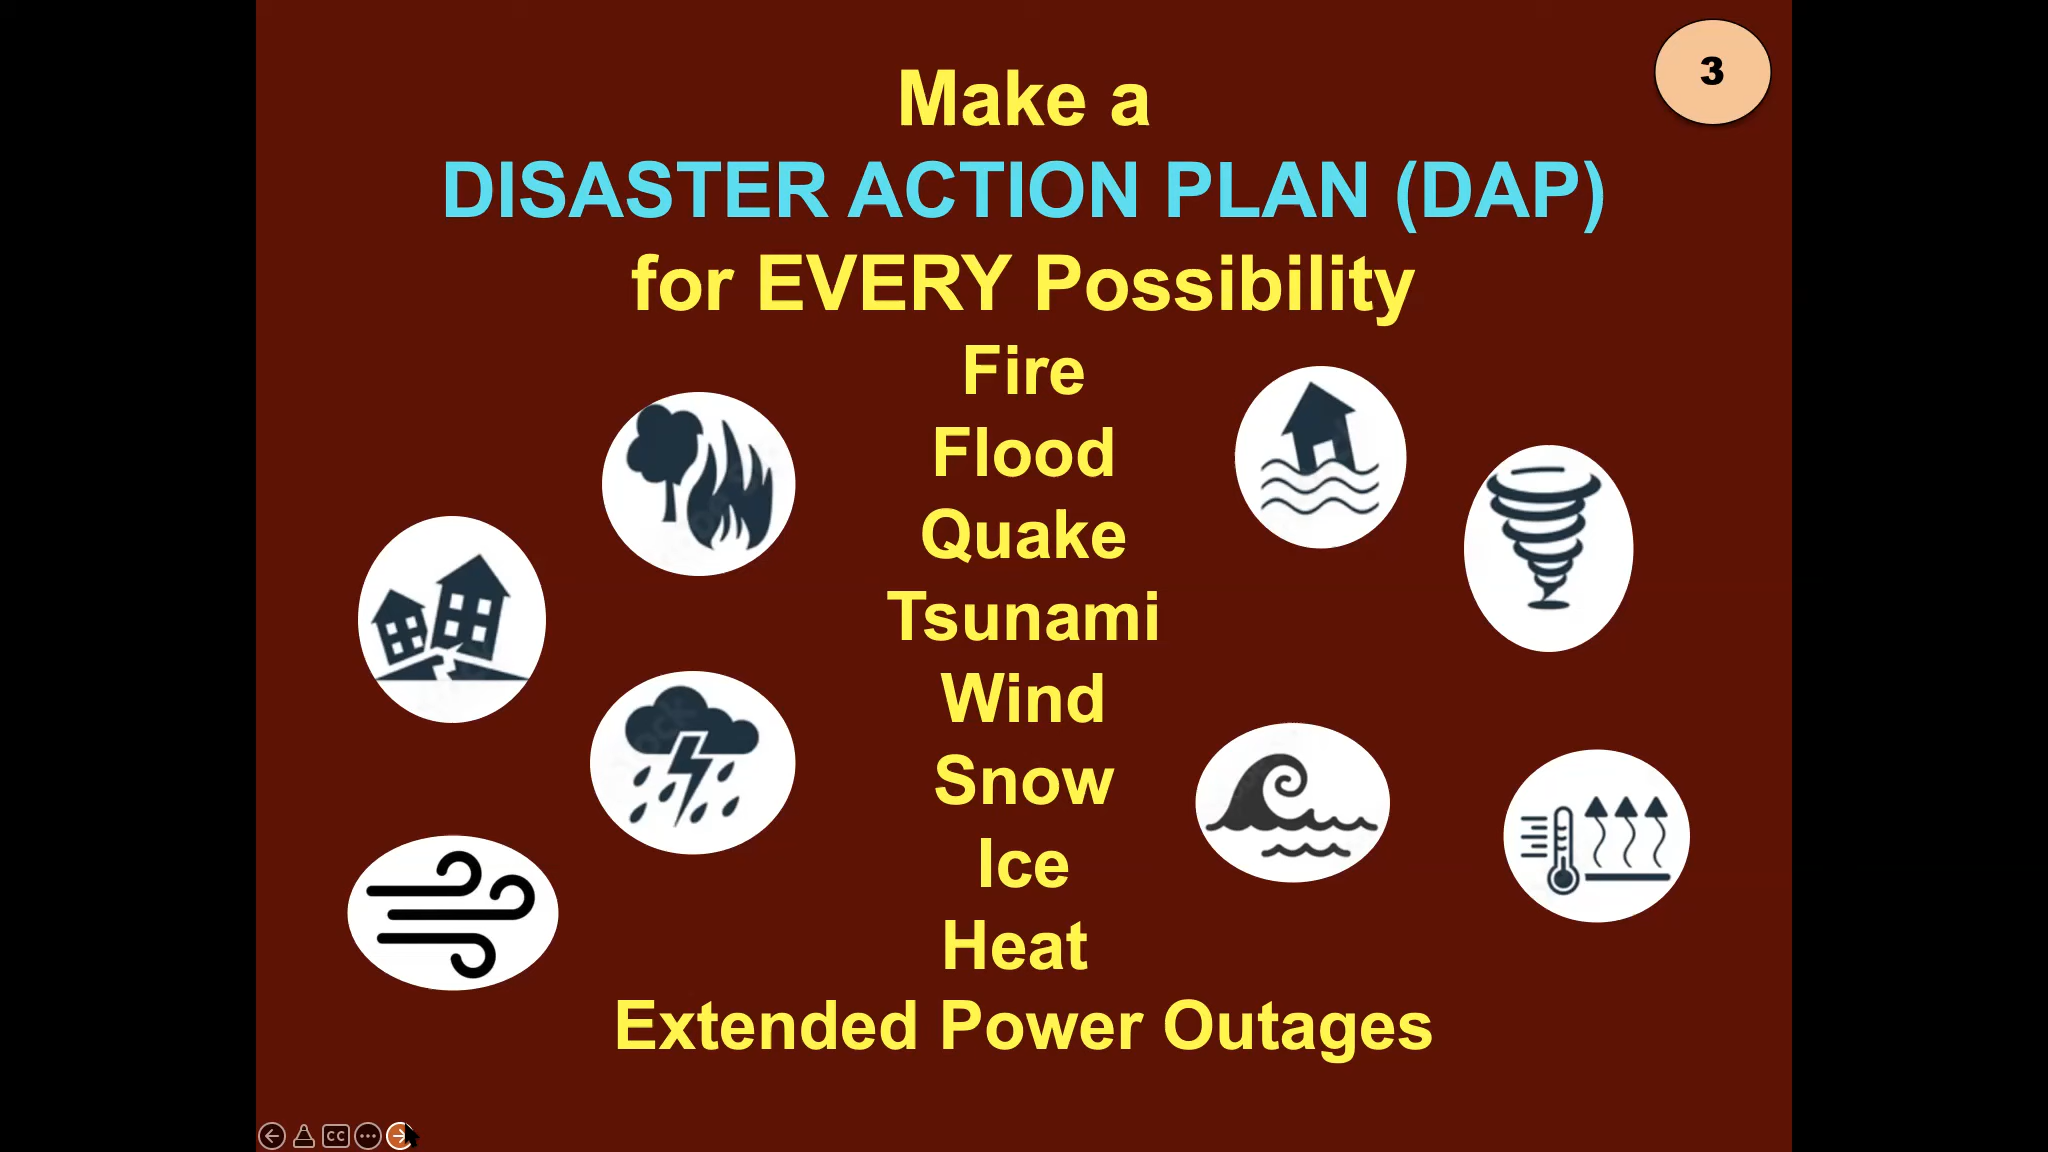 3
Make a
DISASTER ACTION PLAN (DAP)
for EVERY Possibility
Fire
Flood
Quake
Tsunami
Wind
Snow
Ice
Heat
Extended Power Outages
CC